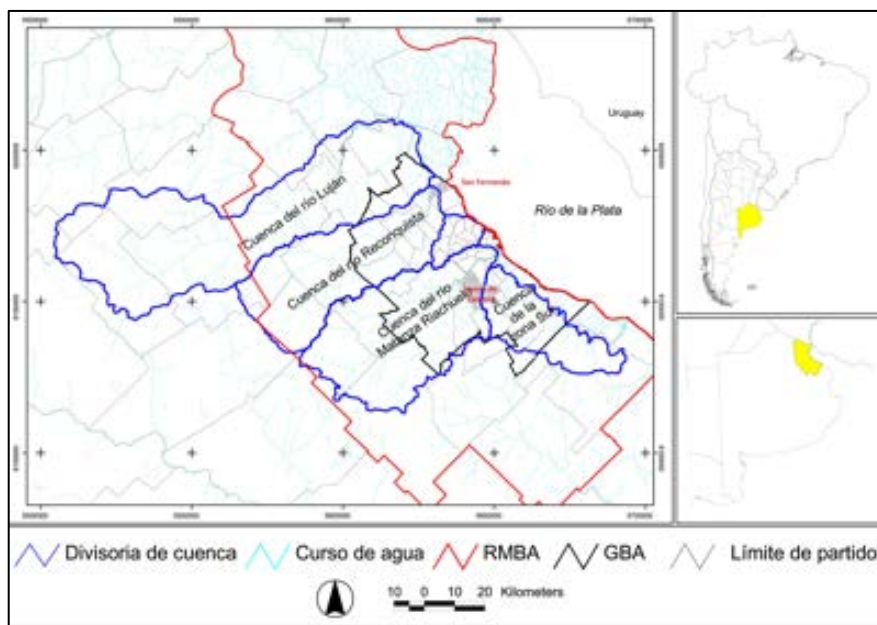 Uruguay
San Fernando
Río de la Plata
Cuenca del río Luján
Cuenca del río Reconquista
Cuenca del río
Matanza Riachuelo
Cuenca
de la
Zona Sur
Divisoria de cuenca
Curso de agua
RMBA
GBA
Límite de partido
10 0 10 20 Kilometers